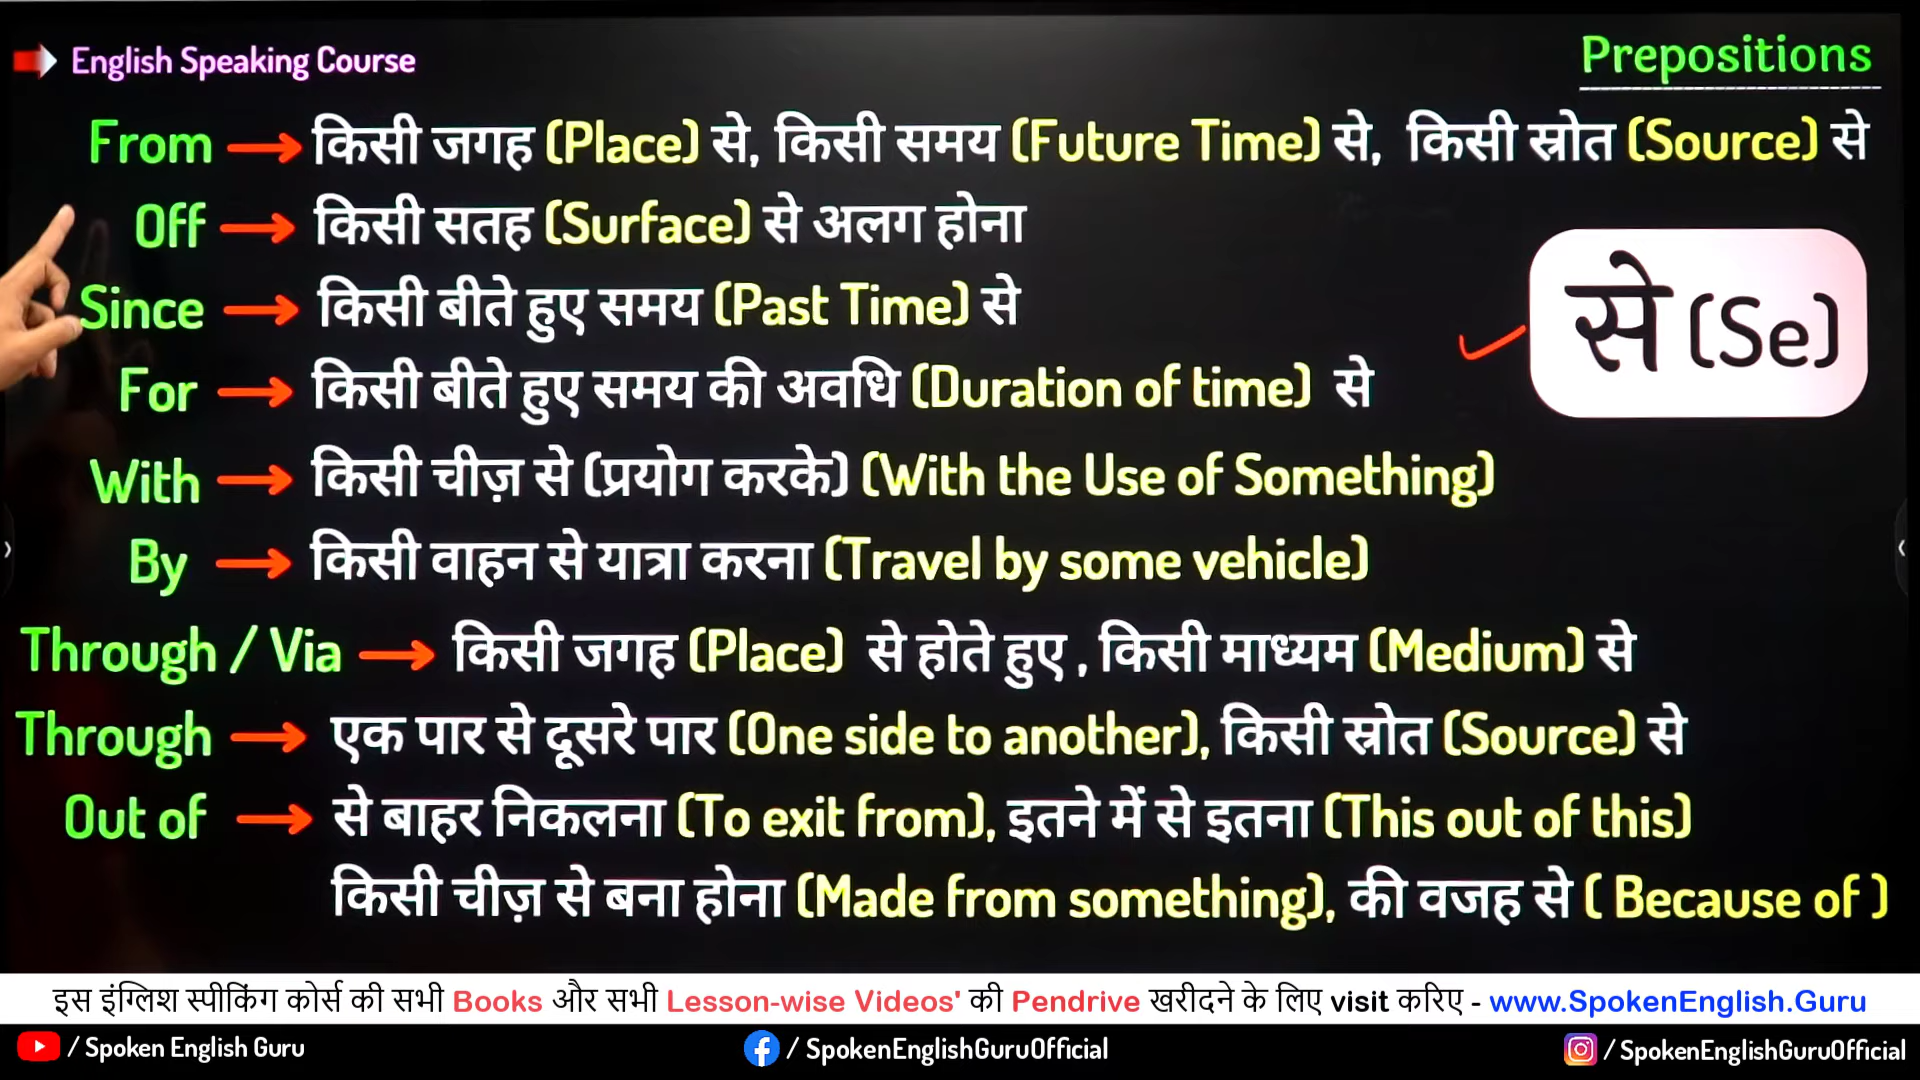 English Speaking Course
Prepositions
From → किसी जगह (Place) से, किसी समय (Future Time) से, किसी स्रोत (Source) से
Off → किसी सतह (Surface) से अलग होना
Since → किसी बीते हुए समय (Past Time) से
से (Se)
For → किसी बीते हुए समय की अवधि (Duration of time) से
With → किसी चीज़ से (प्रयोग करके) (With the Use of Something)
By → किसी वाहन से यात्रा करना (Travel by some vehicle)
Through / Via → किसी जगह (Place) से होते हुए , किसी माध्यम (Medium) से
Through → एक पार से दूसरे पार (One side to another), किसी स्रोत (Source) से
Out of → से बाहर निकलना (To exit from), इतने में से इतना (This out of this)
किसी चीज़ से बना होना (Made from something), की वजह से ( Because of )
इस इंग्लिश स्पीकिंग कोर्स की सभी Books और सभी Lesson-wise Videos' की Pendrive खरीदने के लिए visit करिए - www.SpokenEnglish.Guru
/ Spoken English Guru
/ SpokenEnglishGuruOfficial
/ SpokenEnglishGuruOfficial